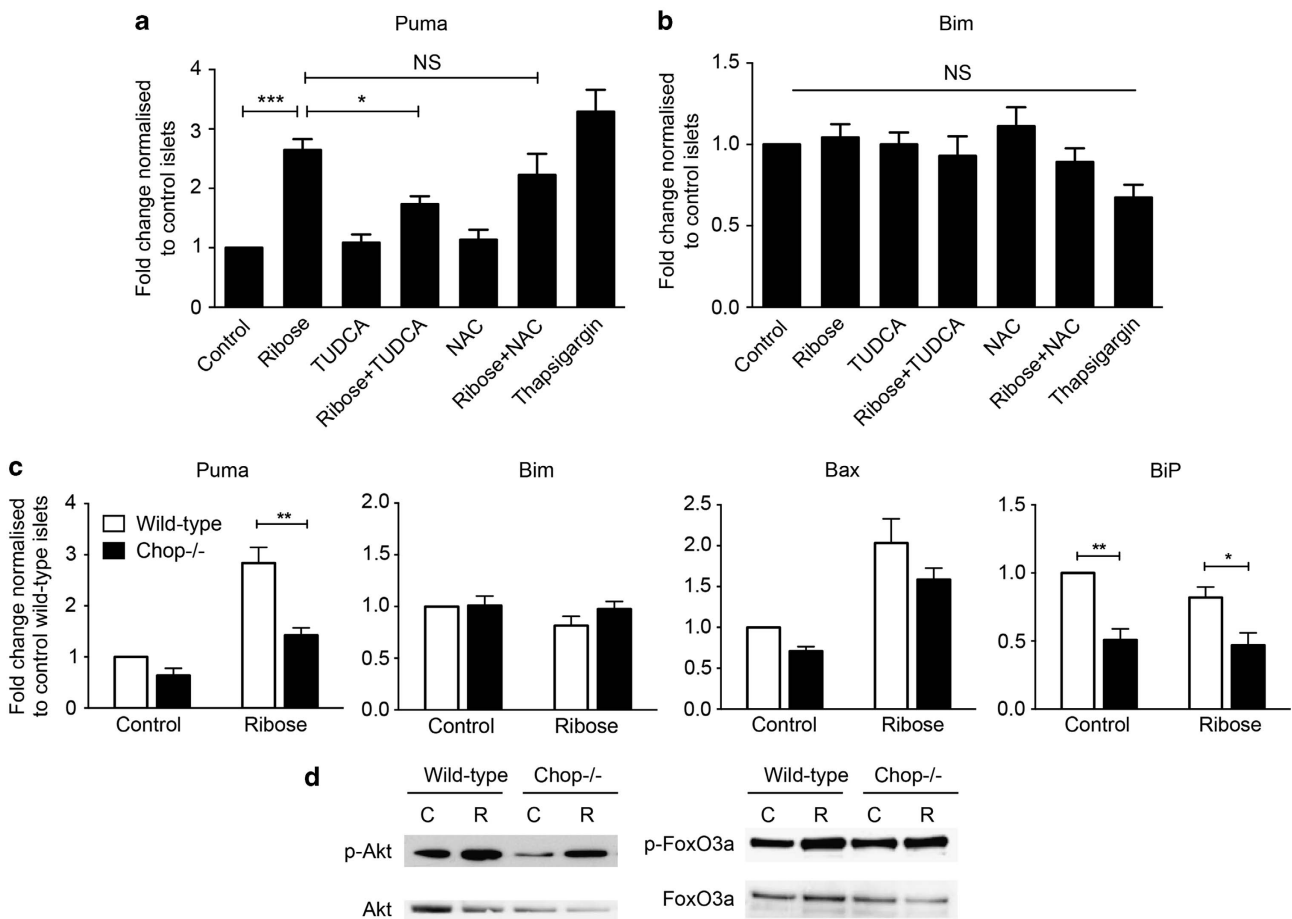 a
Puma
Fold change normalised
to control islets
4
3
2
1
0
***
*
NS
Control
Ribose
TUDCA
Ribose+TUDCA
NAC
Ribose+NAC
Thapsigargin
b
Bim
Fold change normalised
to control islets
1.5
1.0
0.5
0.0
NS
Control
Ribose
TUDCA
Ribose+TUDCA
NAC
Ribose+NAC
Thapsigargin
c
Puma
Fold change normalised
to control wild-type islets
4
3
2
1
0
Wild-type
Chop-/-
**
Control Ribose
Bim
2.0
1.5
1.0
0.5
0.0
Control Ribose
Bax
2.5
2.0
1.5
1.0
0.5
0.0
Control Ribose
BiP
1.5
1.0
0.5
0.0
**
*
Control Ribose
d
Wild-type Chop-/-
C R C R
p-Akt
Akt
Wild-type Chop-/-
C R C R
p-FoxO3a
FoxO3a